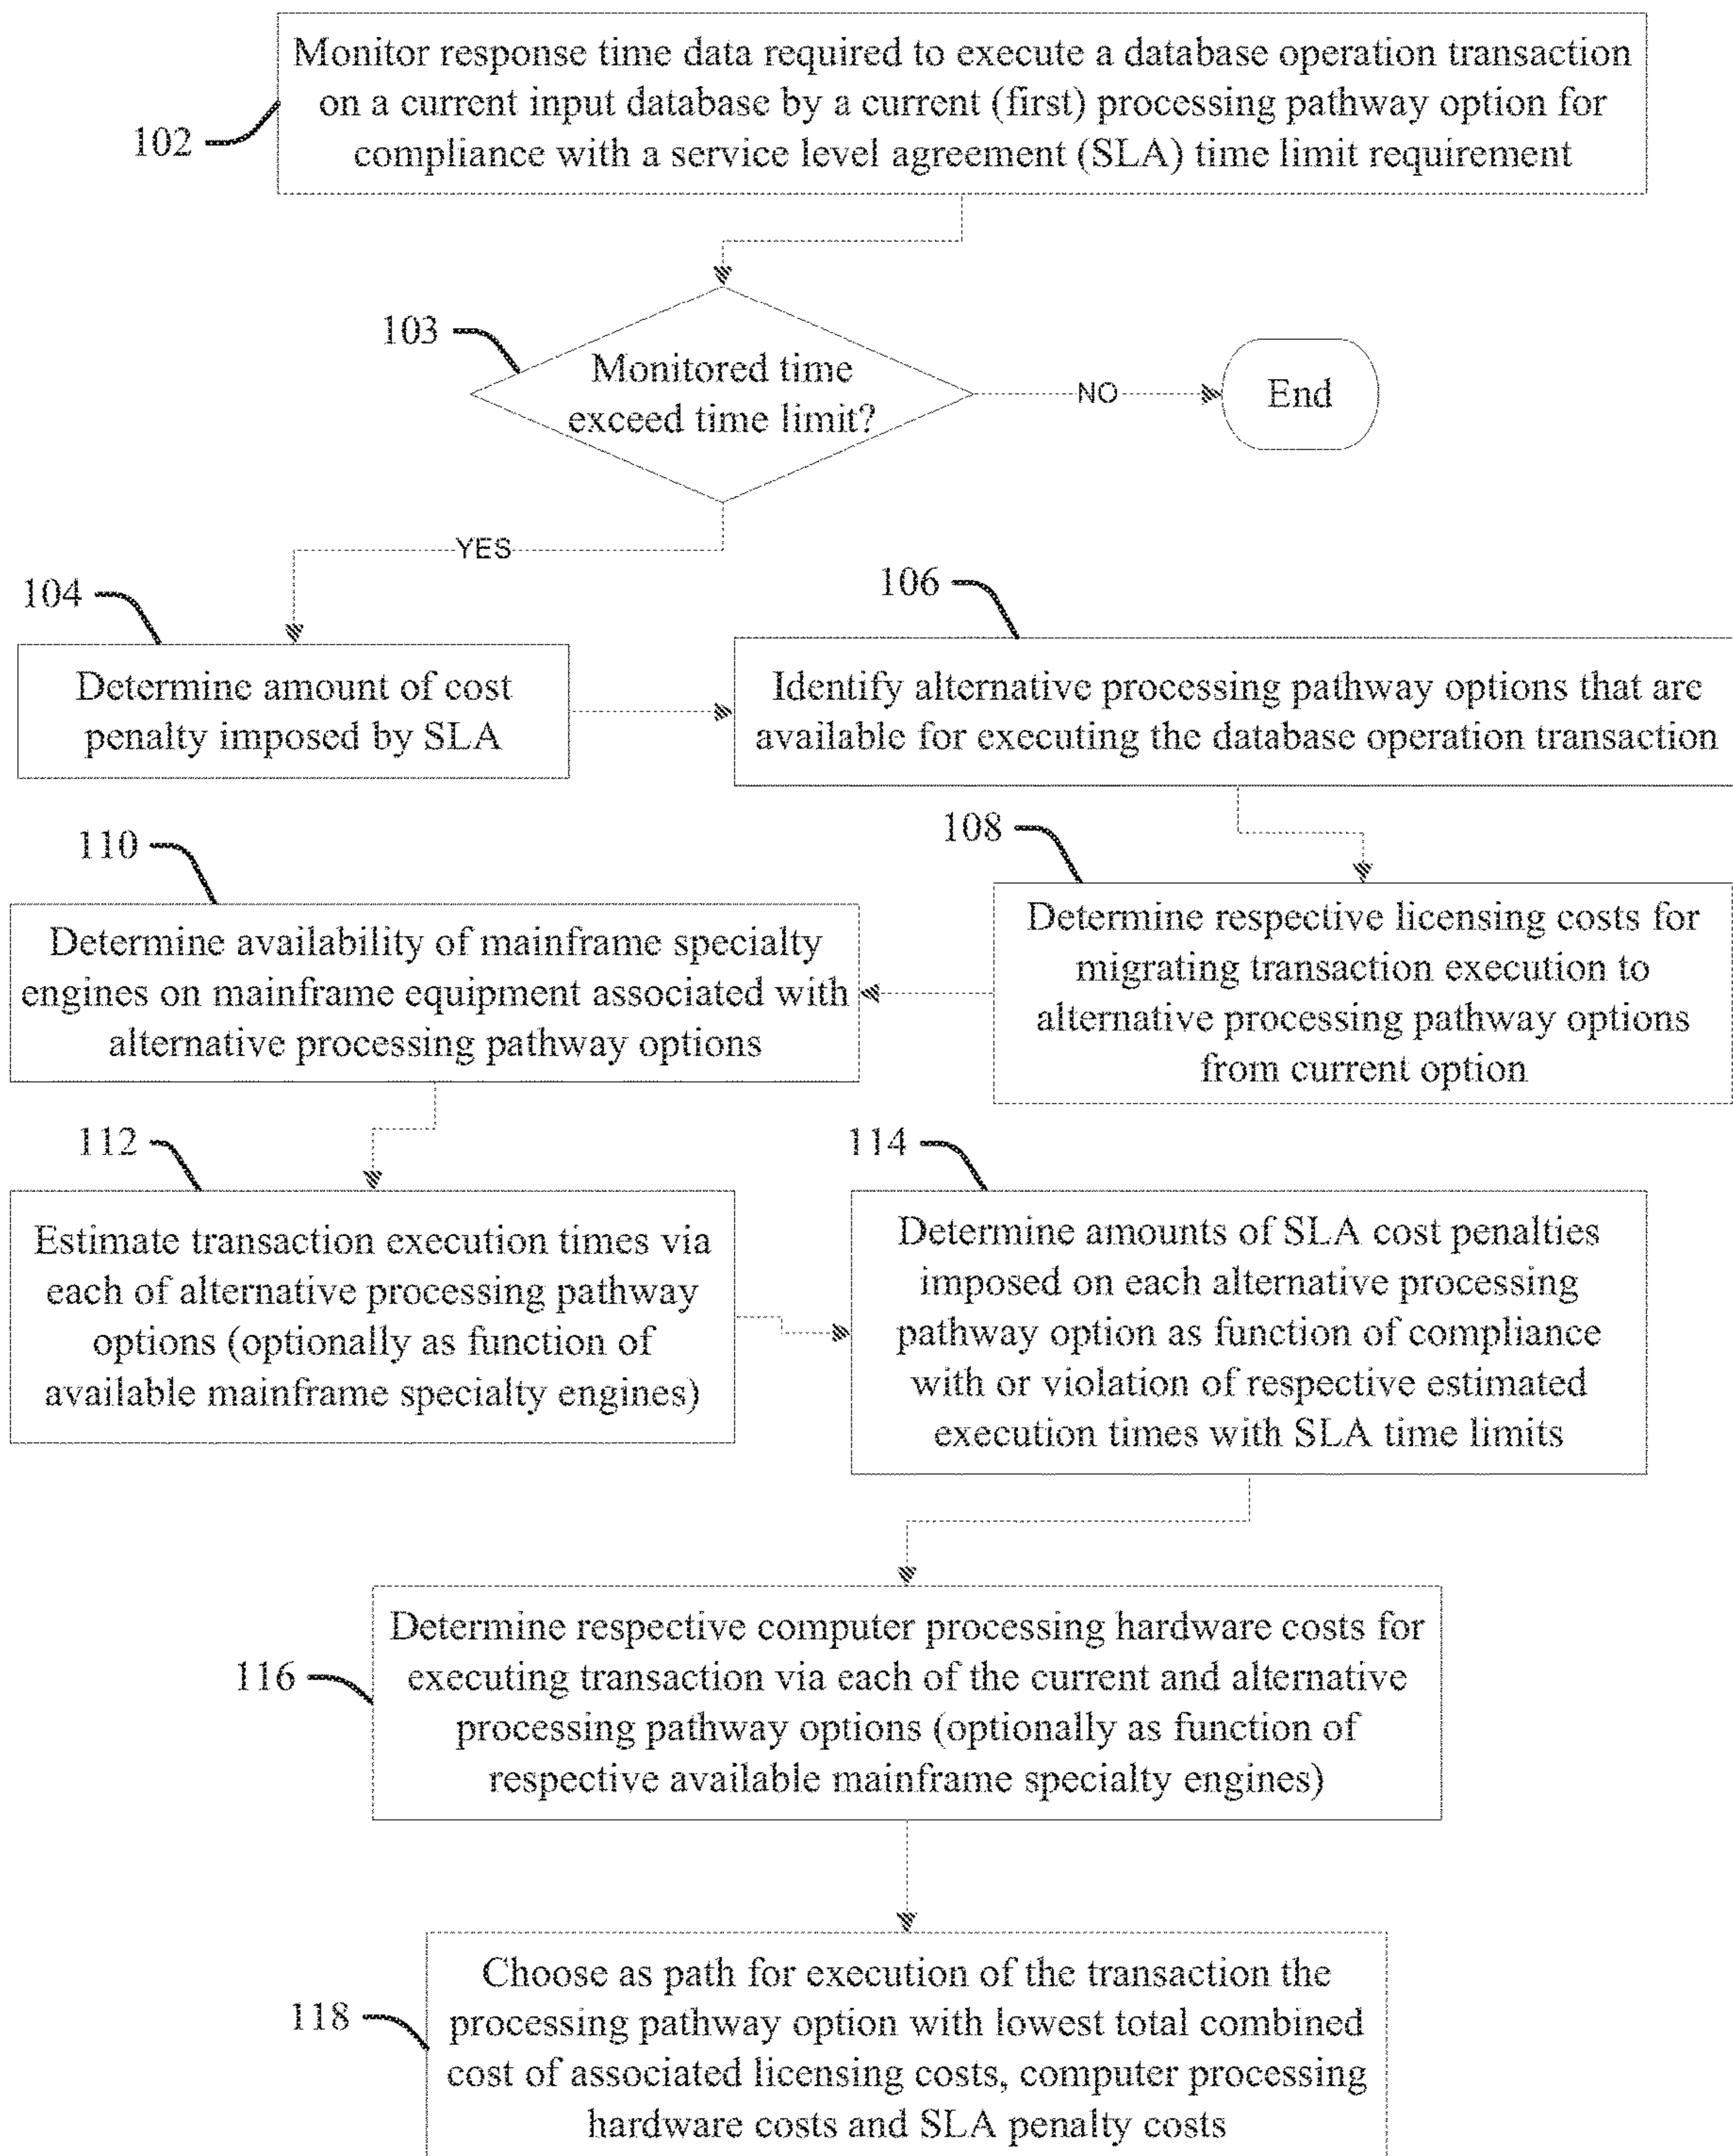 Monitor response time data required to execute a database operation transaction
on a current input database by a current (first) processing pathway option for
compliance with a service level agreement (SLA) time limit requirement
102
103
Monitored time
exceed time limit?
NO
End
YES
104
Determine amount of cost
penalty imposed by SLA
106
Identify alternative processing pathway options that are
available for executing the database operation transaction
108
Determine respective licensing costs for
migrating transaction execution to
alternative processing pathway options
from current option
110
Determine availability of mainframe specialty
engines on mainframe equipment associated with
alternative processing pathway options
112
Estimate transaction execution times via
each of alternative processing pathway
options (optionally as function of
available mainframe specialty engines)
114
Determine amounts of SLA cost penalties
imposed on each alternative processing
pathway option as function of compliance
with or violation of respective estimated
execution times with SLA time limits
116
Determine respective computer processing hardware costs for
executing transaction via each of the current and alternative
processing pathway options (optionally as function of
respective available mainframe specialty engines)
118
Choose as path for execution of the transaction the
processing pathway option with lowest total combined
cost of associated licensing costs, computer processing
hardware costs and SLA penalty costs